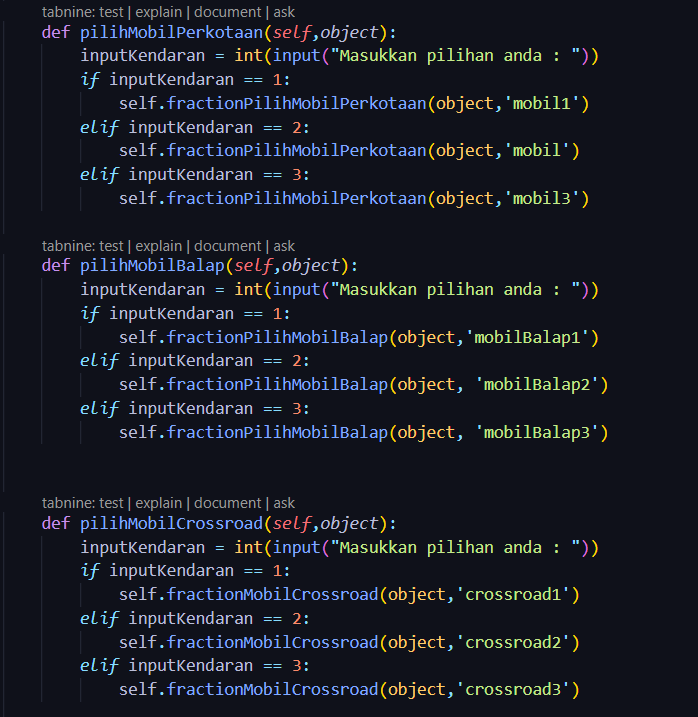 tabnine: test | explain | document | ask
def pilihMobilPerkotaan(self,object):
    inputKendaran = int(input("Masukkan pilihan anda : "))
    if inputKendaran == 1:
        self.fractionPilihMobilPerkotaan(object,'mobil1')
    elif inputKendaran == 2:
        self.fractionPilihMobilPerkotaan(object,'mobil')
    elif inputKendaran == 3:
        self.fractionPilihMobilPerkotaan(object,'mobil3')
tabnine: test | explain | document | ask
def pilihMobilBalap(self,object):
    inputKendaran = int(input("Masukkan pilihan anda : "))
    if inputKendaran == 1:
        self.fractionPilihMobilBalap(object,'mobilBalap1')
    elif inputKendaran == 2:
        self.fractionPilihMobilBalap(object, 'mobilBalap2')
    elif inputKendaran == 3:
        self.fractionPilihMobilBalap(object, 'mobilBalap3')
tabnine: test | explain | document | ask
def pilihMobilCrossroad(self,object):
    inputKendaran = int(input("Masukkan pilihan anda : "))
    if inputKendaran == 1:
        self.fractionMobilCrossroad(object,'crossroad1')
    elif inputKendaran == 2:
        self.fractionMobilCrossroad(object,'crossroad2')
    elif inputKendaran == 3:
        self.fractionMobilCrossroad(object,'crossroad3')